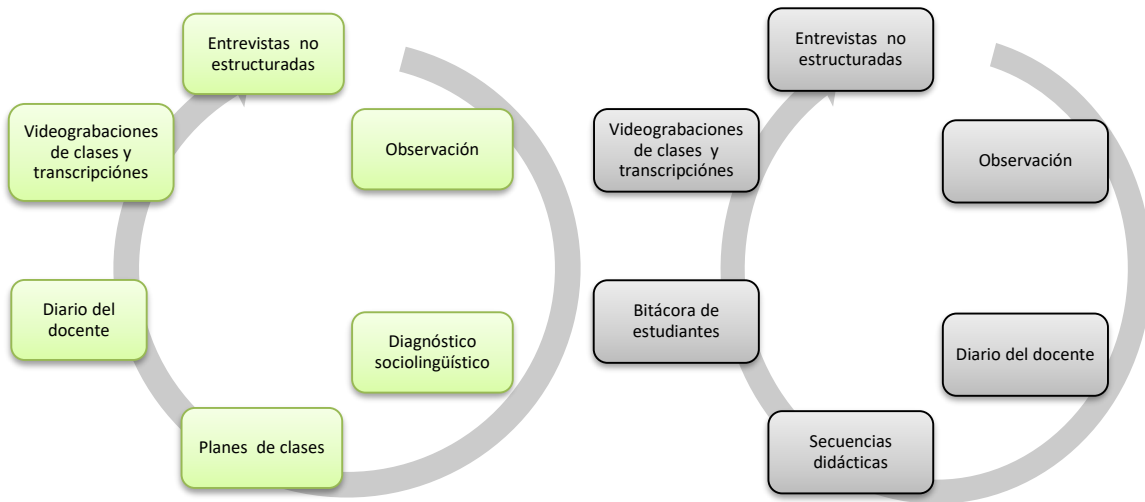 Entrevistas no
estructuradas
Observación
Diagnóstico
sociolingüístico
Planes de clases
Diario del
docente
Videograbaciones
de clases y
transcripciónes
Entrevistas no
estructuradas
Observación
Diario del docente
Secuencias
didácticas
Bitácora de
estudiantes
Videograbaciones
de clases y
transcripciónes